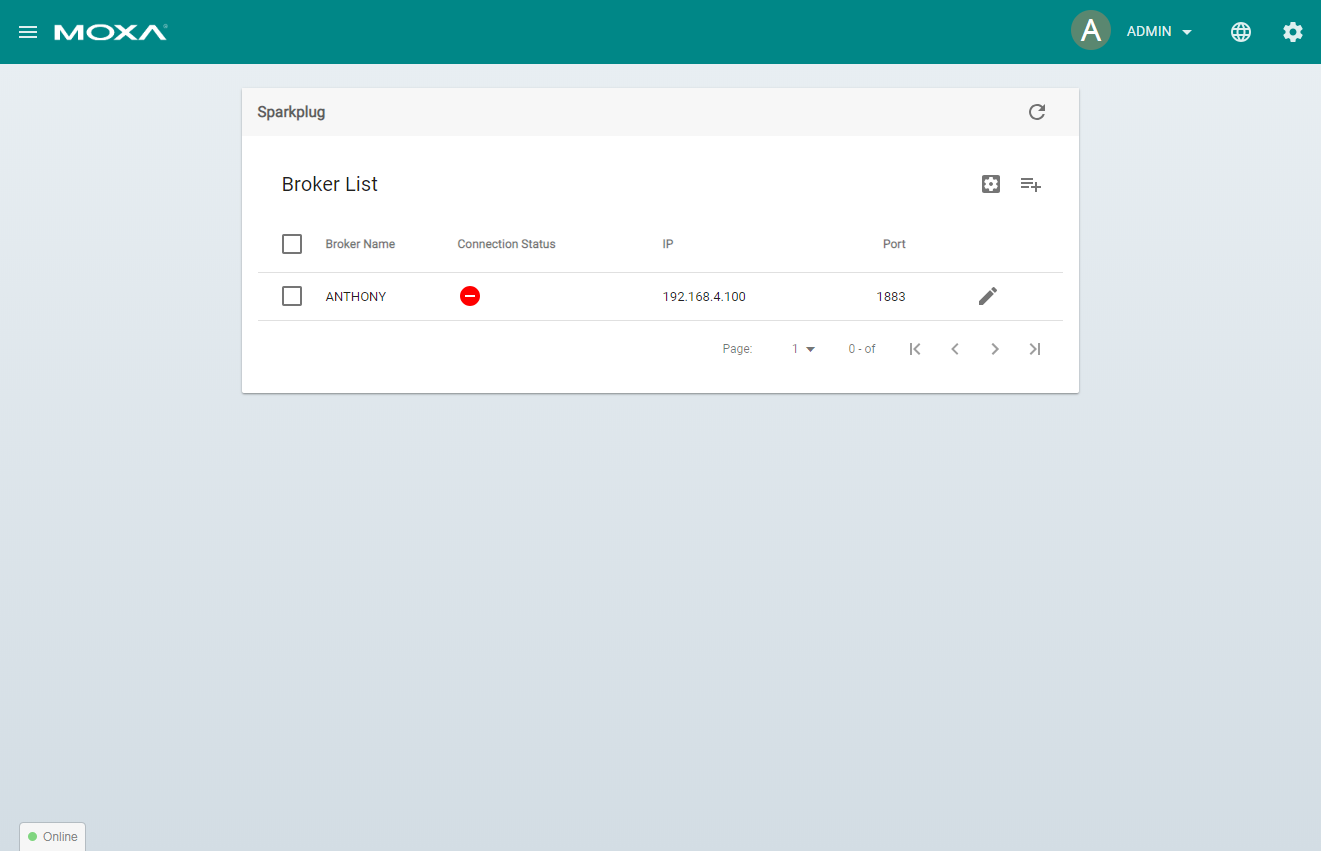 MOXA
A ADMIN
Sparkplug
Broker List
Broker Name Connection Status IP Port
ANTHONY 192.168.4.100 1883
Page: 1 0 - of
Online